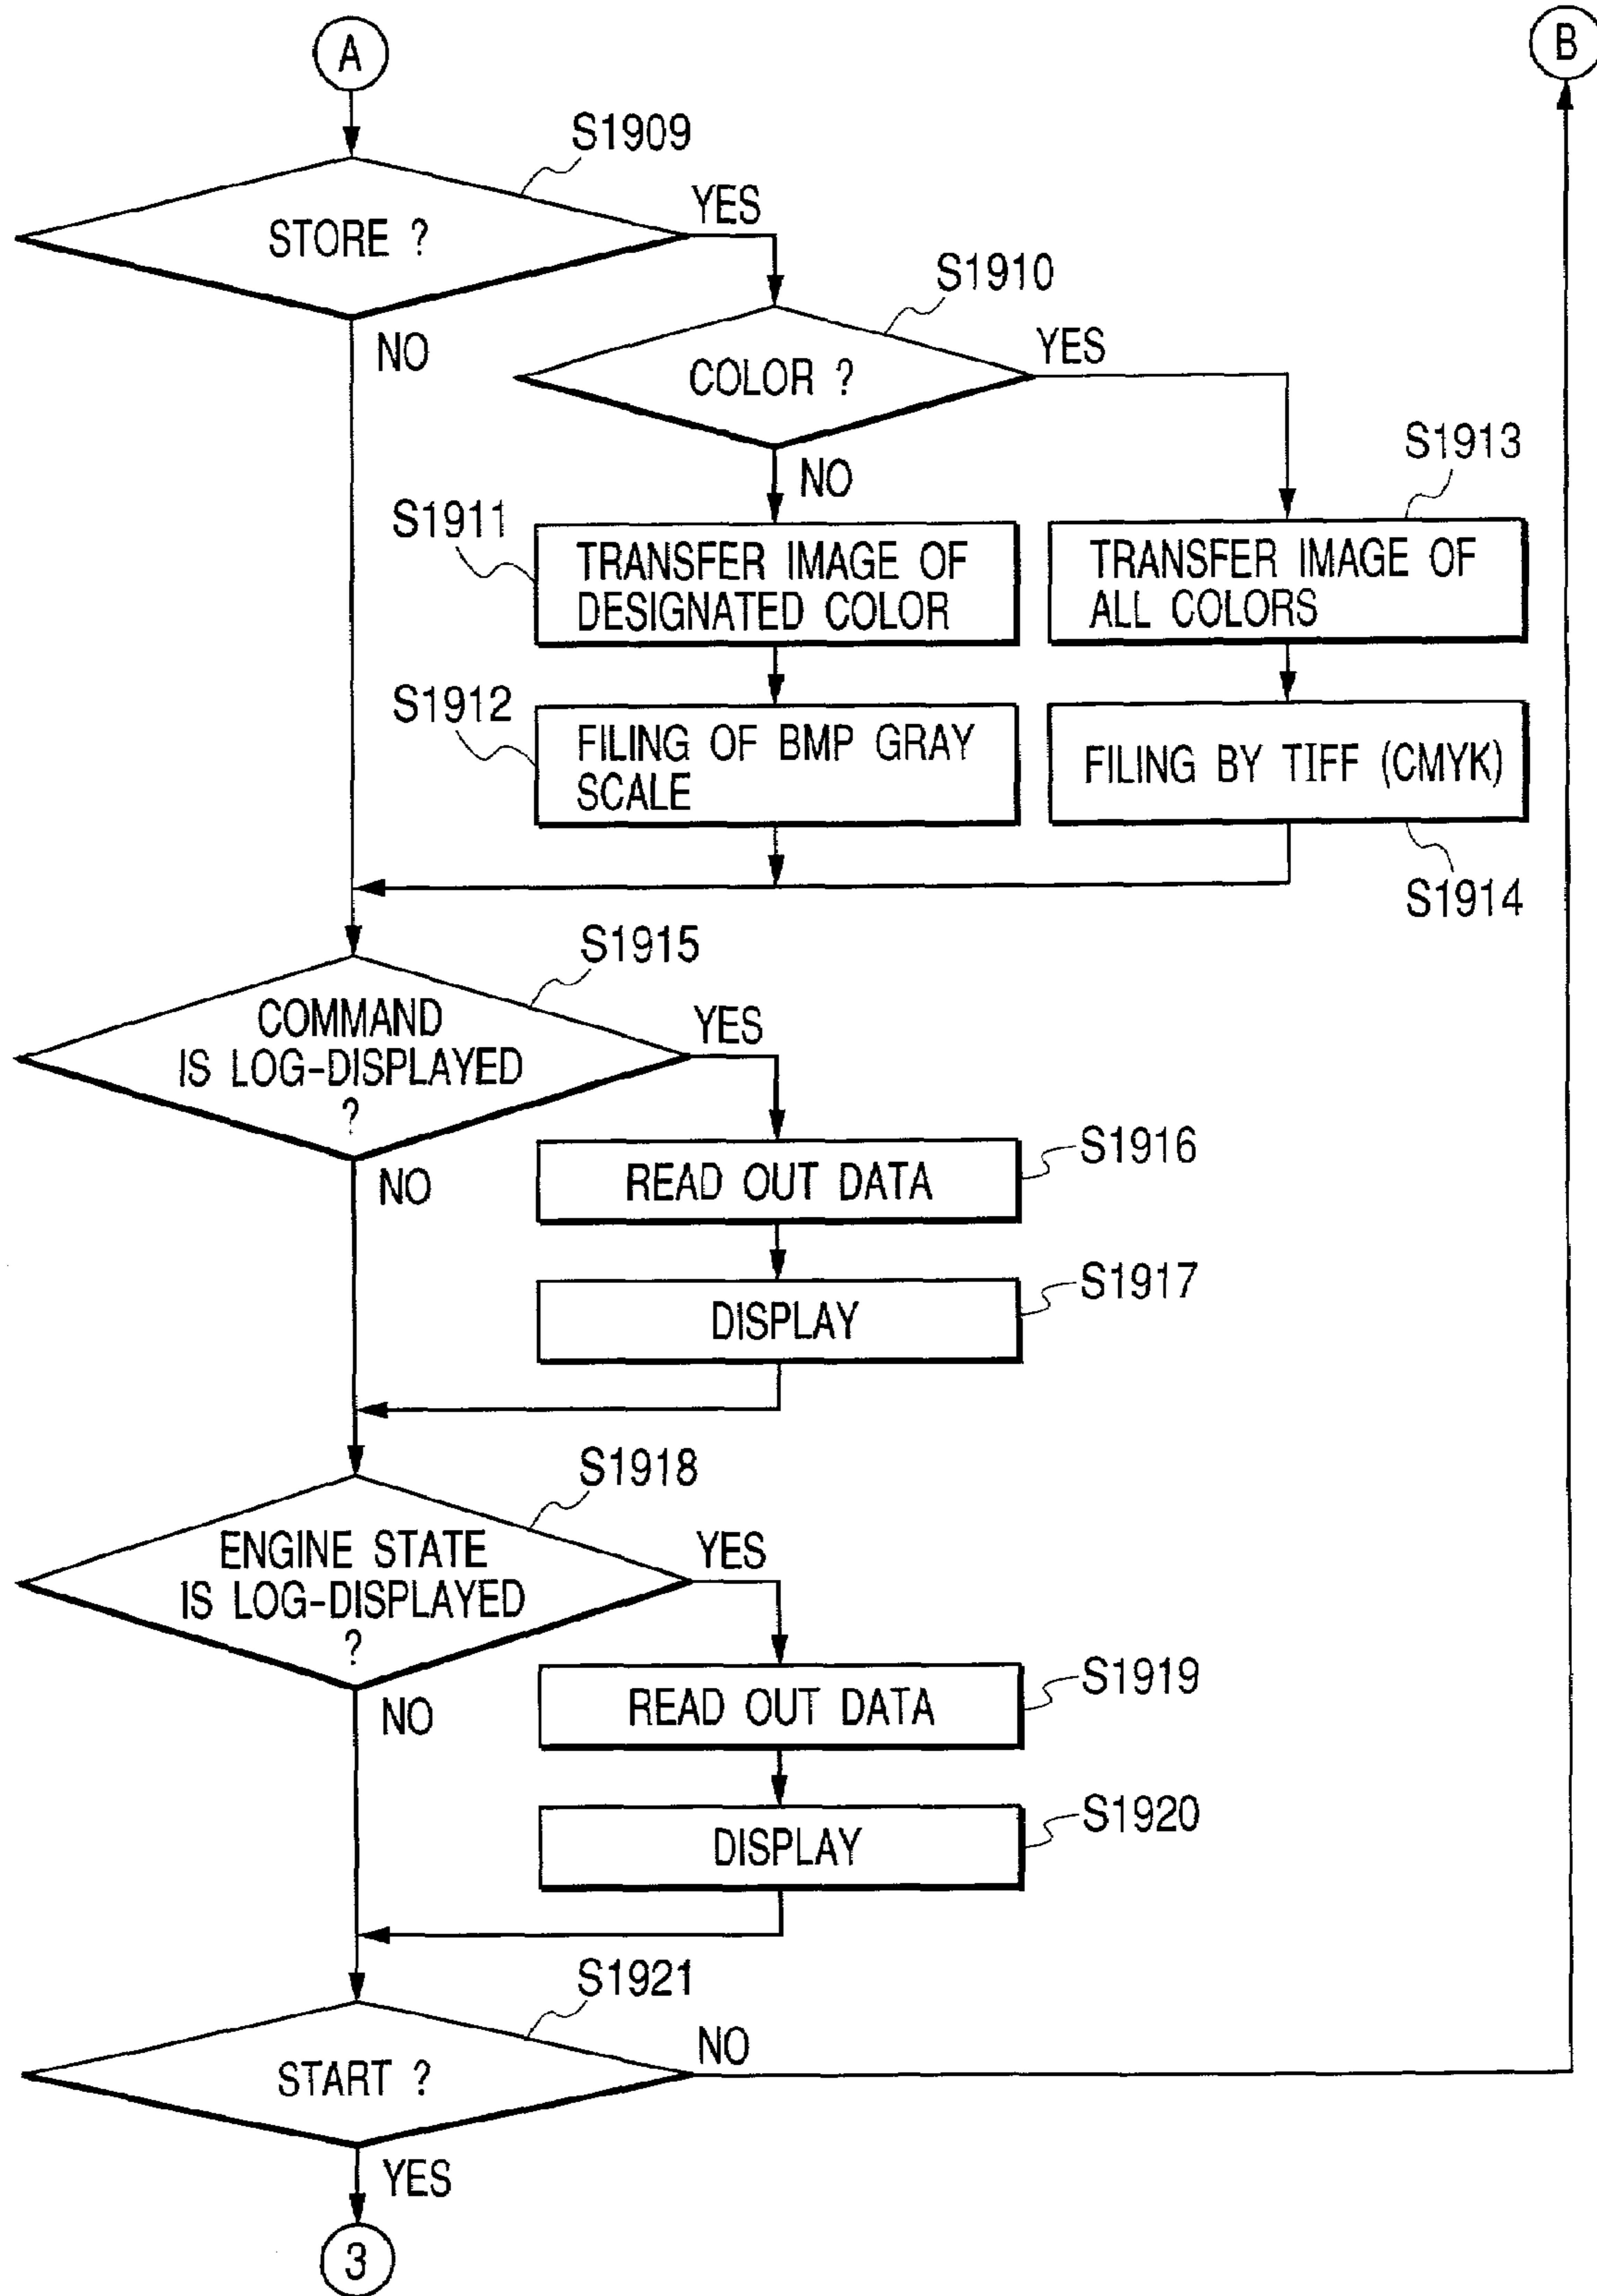 A
B
S1909
STORE ?
YES
NO
S1910
COLOR ?
YES
NO
S1911
TRANSFER IMAGE OF
DESIGNATED COLOR
S1913
TRANSFER IMAGE OF
ALL COLORS
S1912
FILING OF BMP GRAY
SCALE
FILING BY TIFF (CMYK)
S1914
S1915
COMMAND
IS LOG-DISPLAYED
?
YES
NO
S1916
READ OUT DATA
S1917
DISPLAY
S1918
ENGINE STATE
IS LOG-DISPLAYED
?
YES
NO
S1919
READ OUT DATA
S1920
DISPLAY
S1921
START ?
NO
YES
3